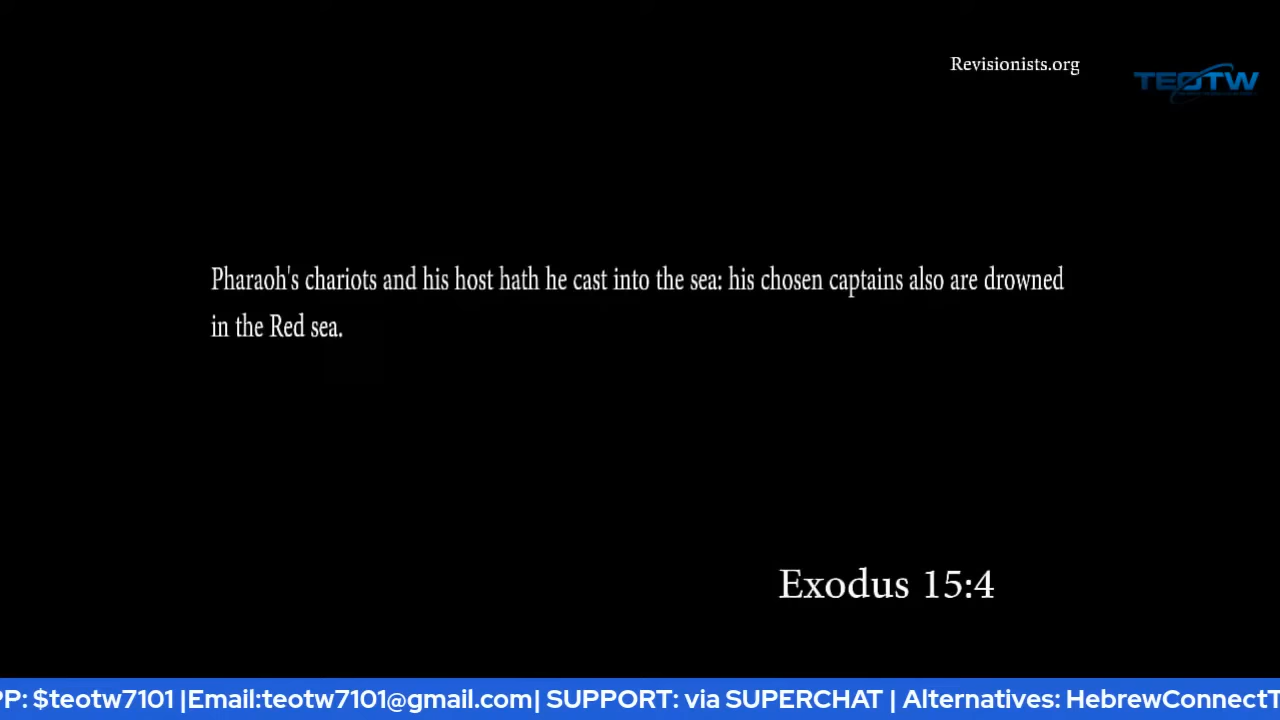 Revisionists.org
TEOTW
Pharaoh's chariots and his host hath he cast into the sea: his chosen captains also are drowned
in the Red sea.
Exodus 15:4
PP: $teotw7101 |Email:teotw7101@gmail.com| SUPPORT: via SUPERCHAT | Alternatives: HebrewConnectT